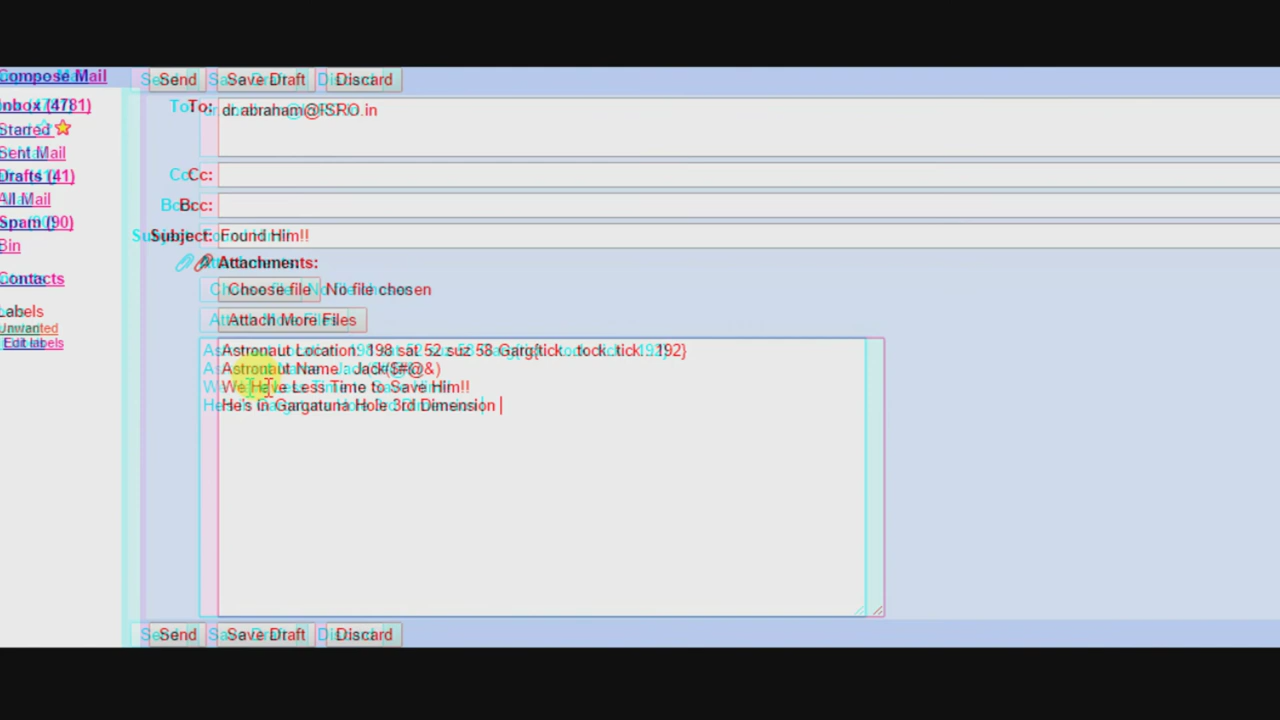 Compose Mail
Inbox (4781)
Starred
Sent Mail
Drafts (41)
All Mail
Spam (90)
Bin
Contacts
Labels
Unwanted
Edit labels
Send Save Draft Discard
To: dr.abraham@ISRO.in
Cc:
Bcc:
Subject: Found Him!!
Attachments:
Choose file No file chosen
Attach More Files
Astronaut Location: 198 sat 52 suz 58 Garg{tick..tock..tick..192}
Astronaut Name : Jack($#@&)
We Have Less Time to Save Him!!
He's in Gargatuna Hole 3rd Dimension
Send Save Draft Discard